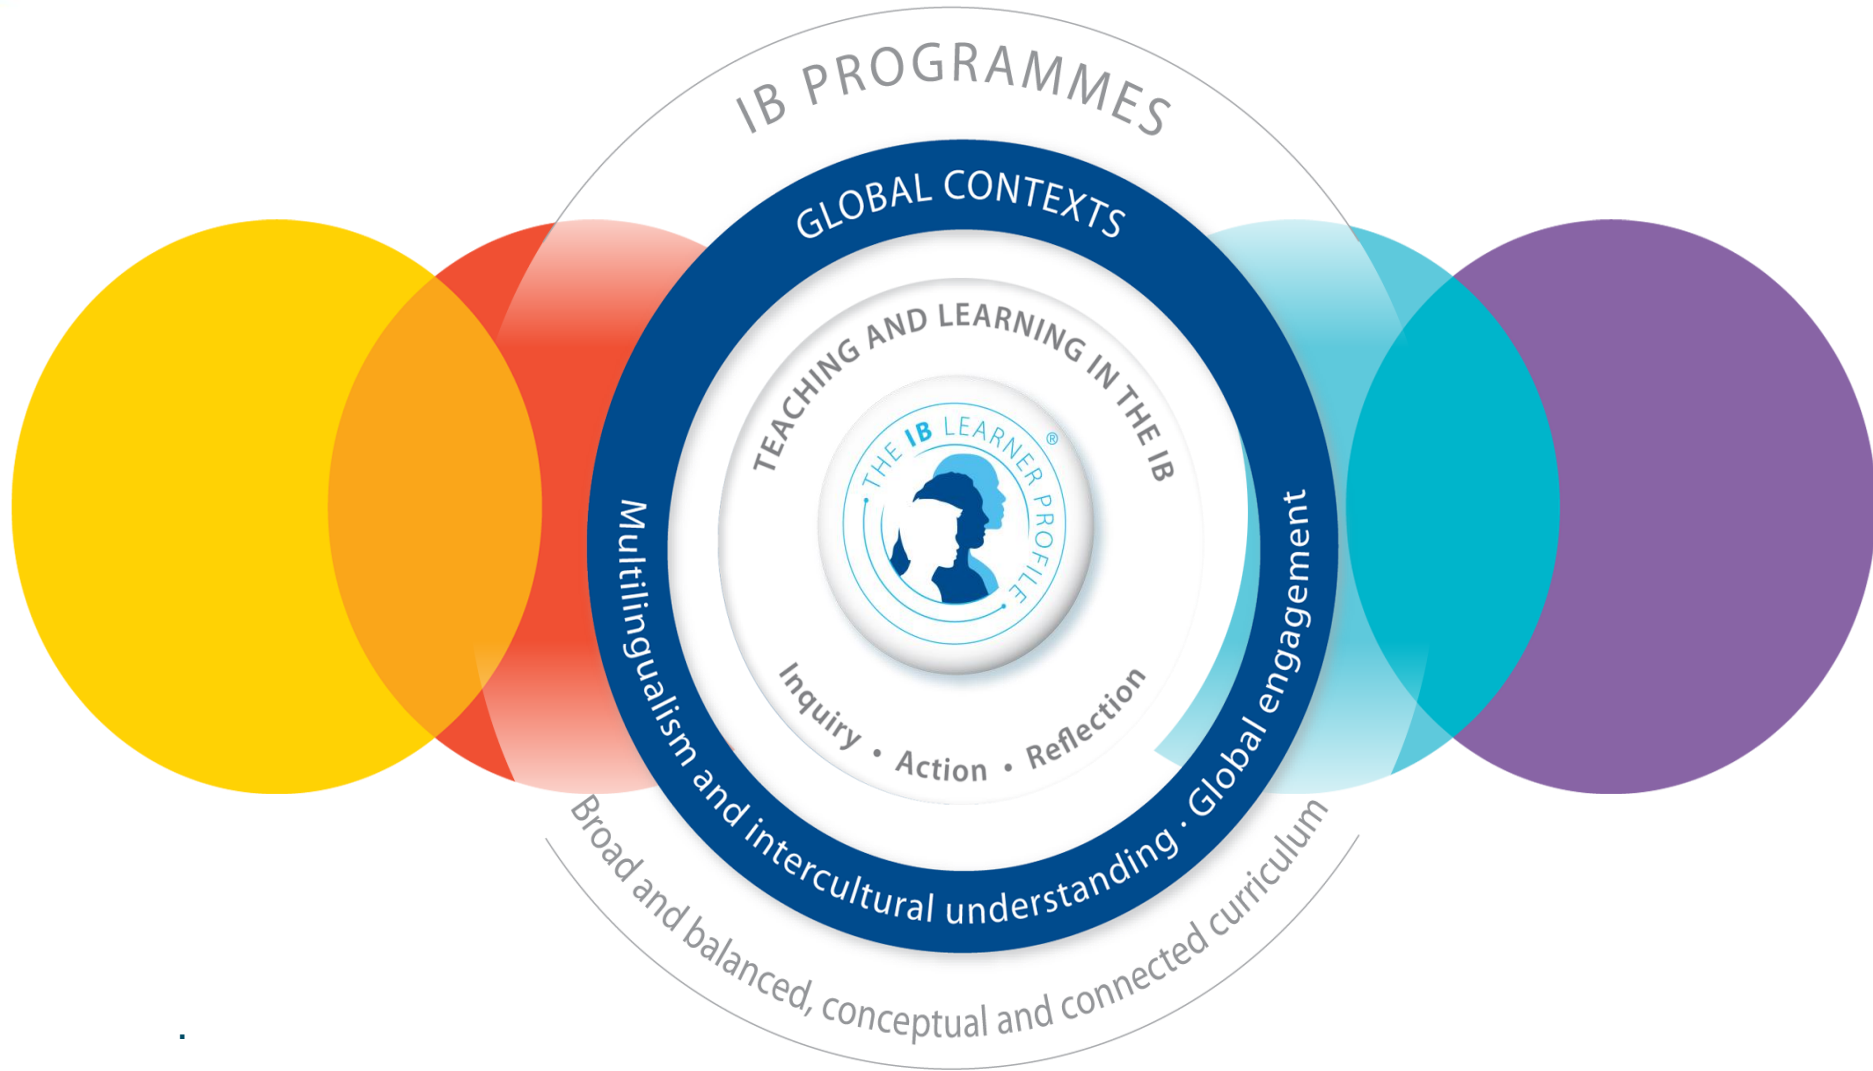 IB PROGRAMMES
GLOBAL CONTEXTS
TEACHING AND LEARNING IN THE IB
THE IB LEARNER PROFILE ®
Inquiry • Action • Reflection
Multilingualism and intercultural understanding · Global engagement
Broad and balanced, conceptual and connected curriculum